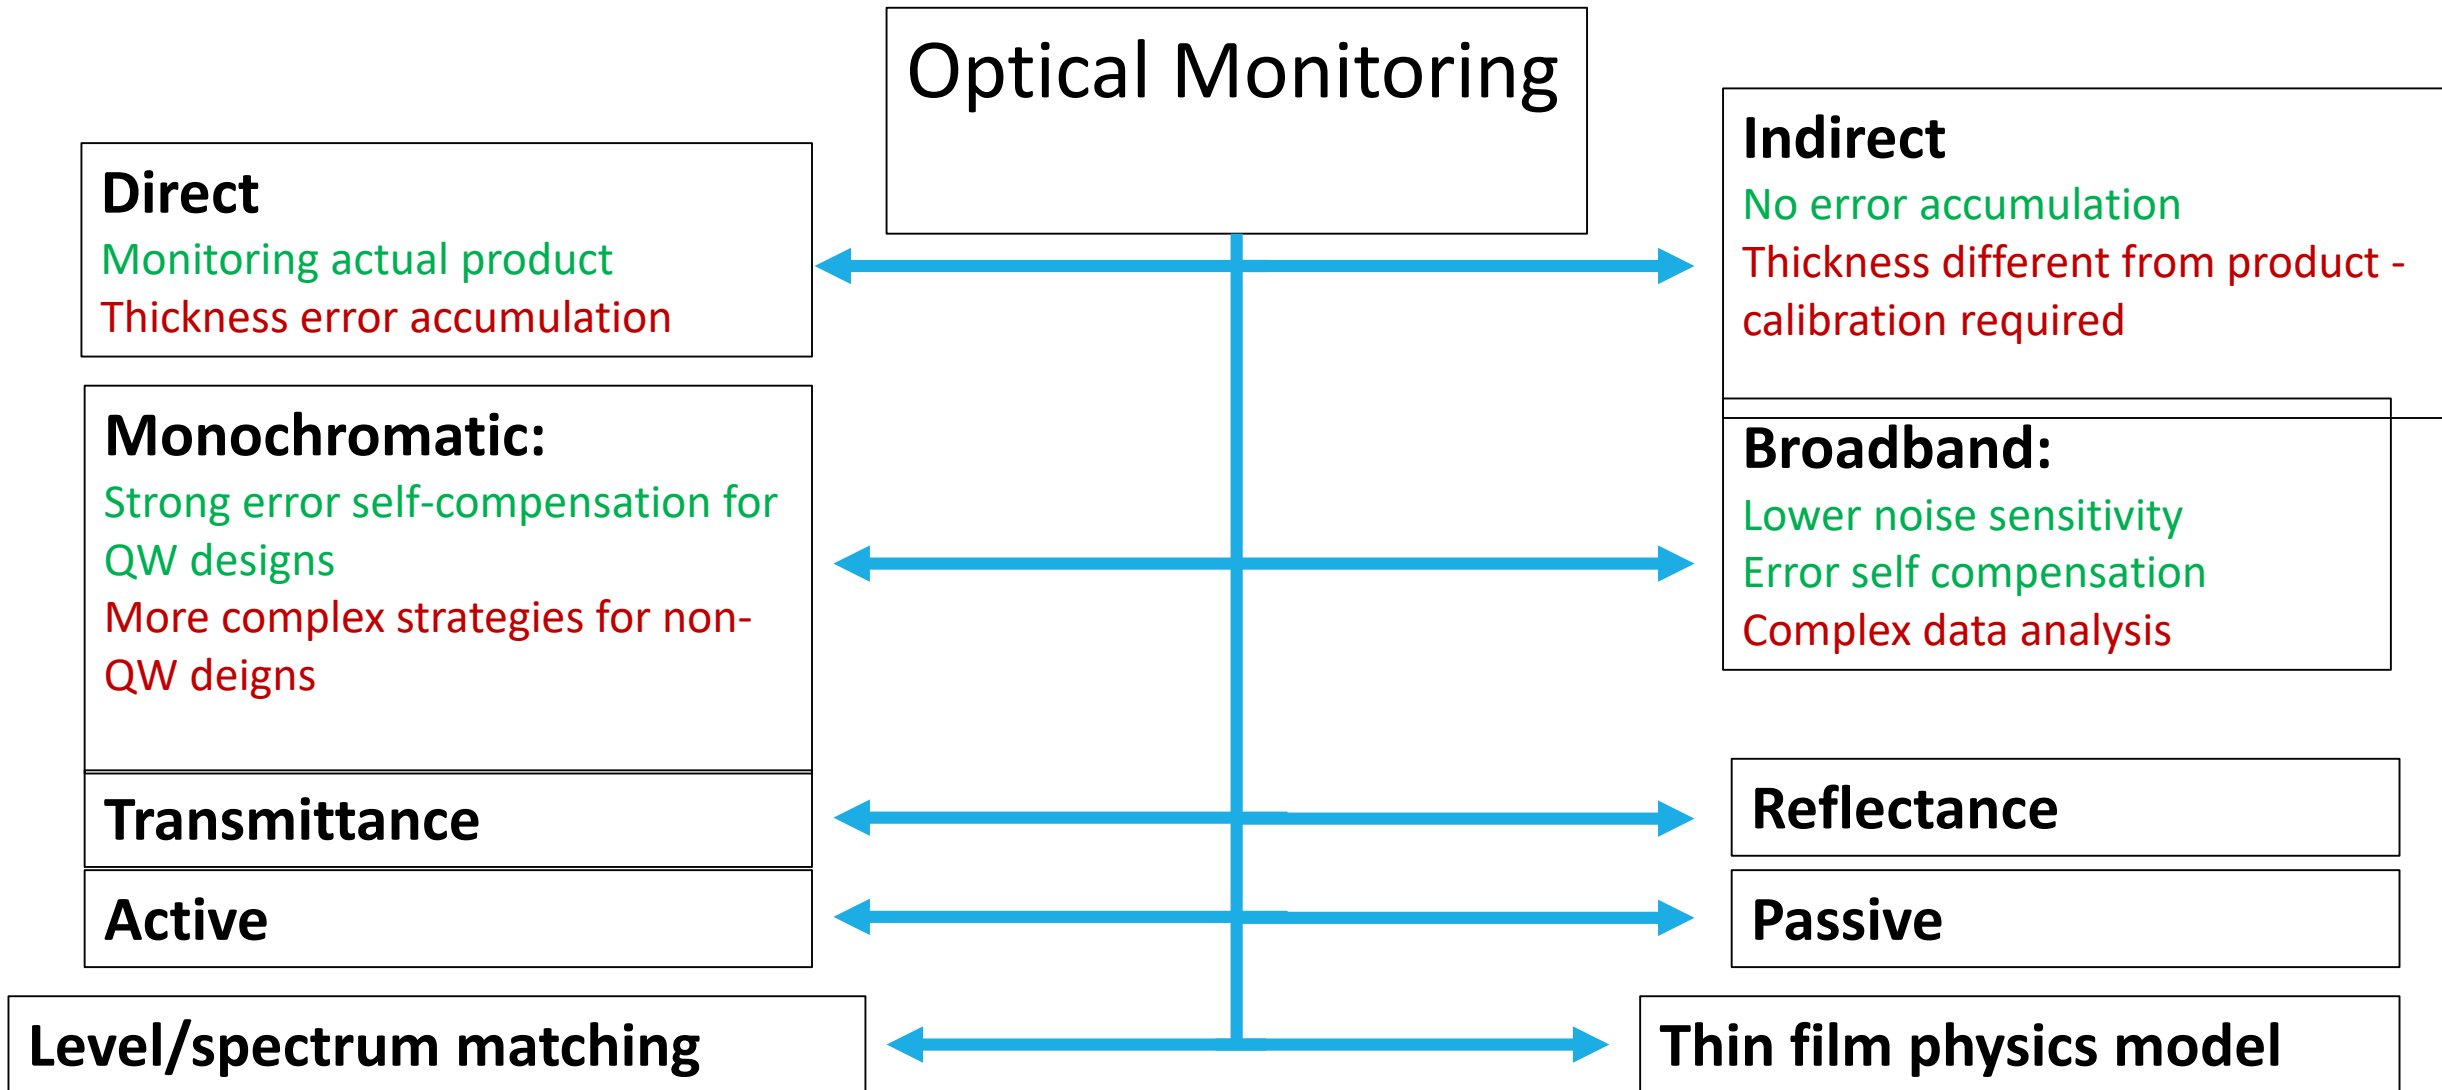 Optical Monitoring
Direct
Monitoring actual product
Thickness error accumulation
Indirect
No error accumulation
Thickness different from product -
calibration required
Monochromatic:
Strong error self-compensation for
QW designs
More complex strategies for non-
QW deigns
Broadband:
Lower noise sensitivity
Error self compensation
Complex data analysis
Transmittance
Reflectance
Active
Passive
Level/spectrum matching
Thin film physics model